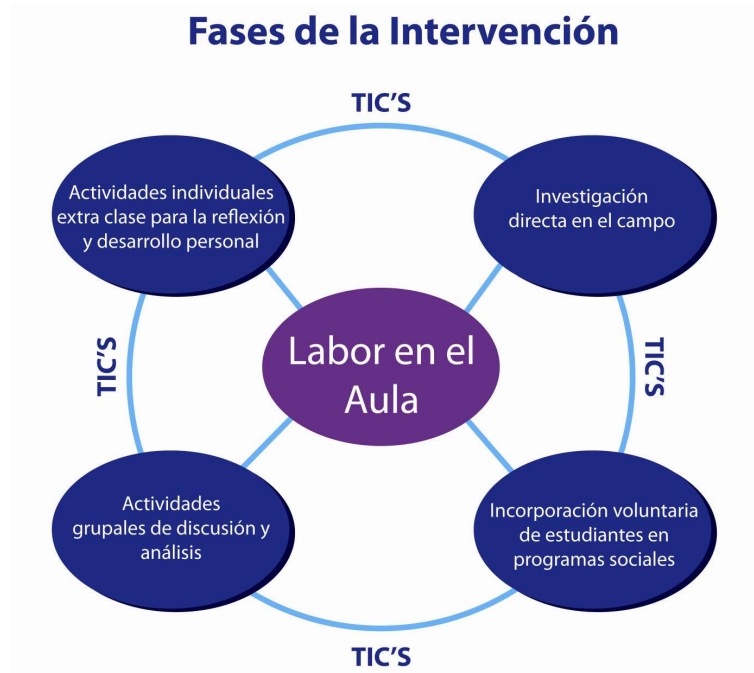 Fases de la Intervención
TIC'S
Actividades individuales
extra clase para la reflexión
y desarrollo personal
Investigación
directa en el campo
TIC'S
Labor en el
Aula
TIC'S
Actividades
grupales de discusión y
análisis
Incorporación voluntaria
de estudiantes en
programas sociales
TIC'S